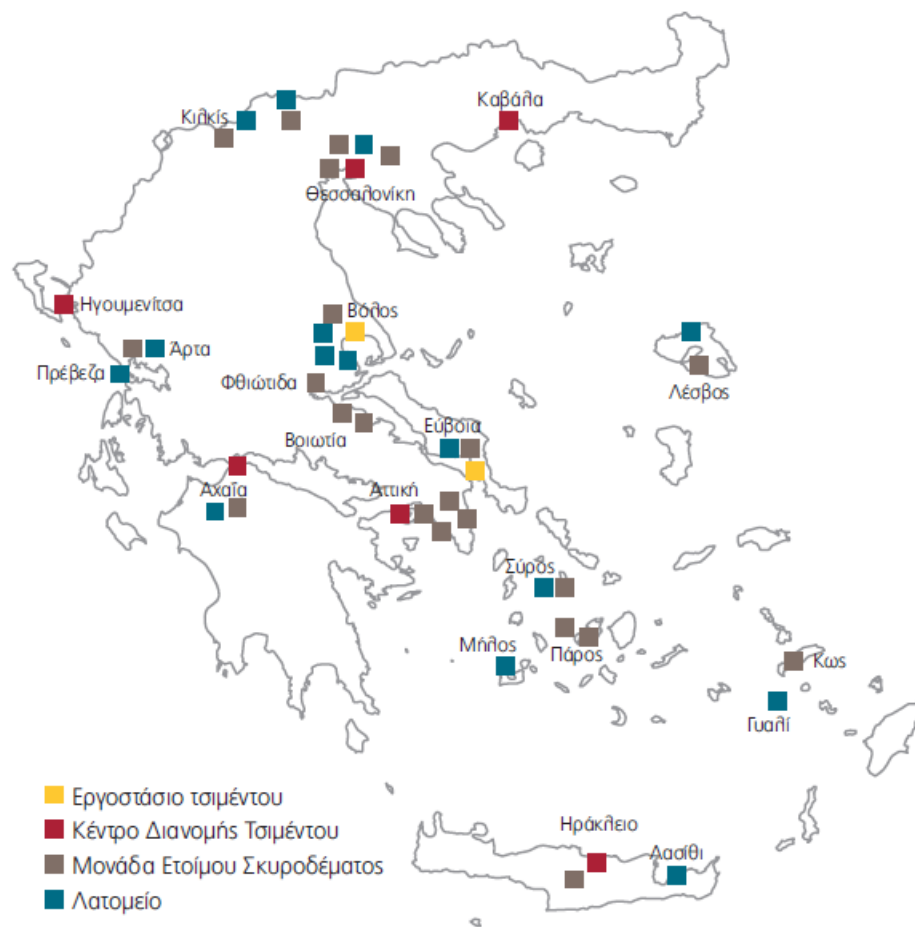 Καβάλα
Κιλκίς
Θεσσαλονίκη
Ηγουμενίτσα
Βόλος
Άρτα
Πρέβεζα
Φθιώτιδα
Λέσβος
Βοιωτία
Εύβοια
Αχαΐα
Αττική
Σύρος
Μήλος
Πάρος
Κως
Γυαλί
Εργοστάσιο τσιμέντου
Κέντρο Διανομής Τσιμέντου
Μονάδα Ετοίμου Σκυροδέματος
Λατομείο
Ηράκλειο
Λασίθι